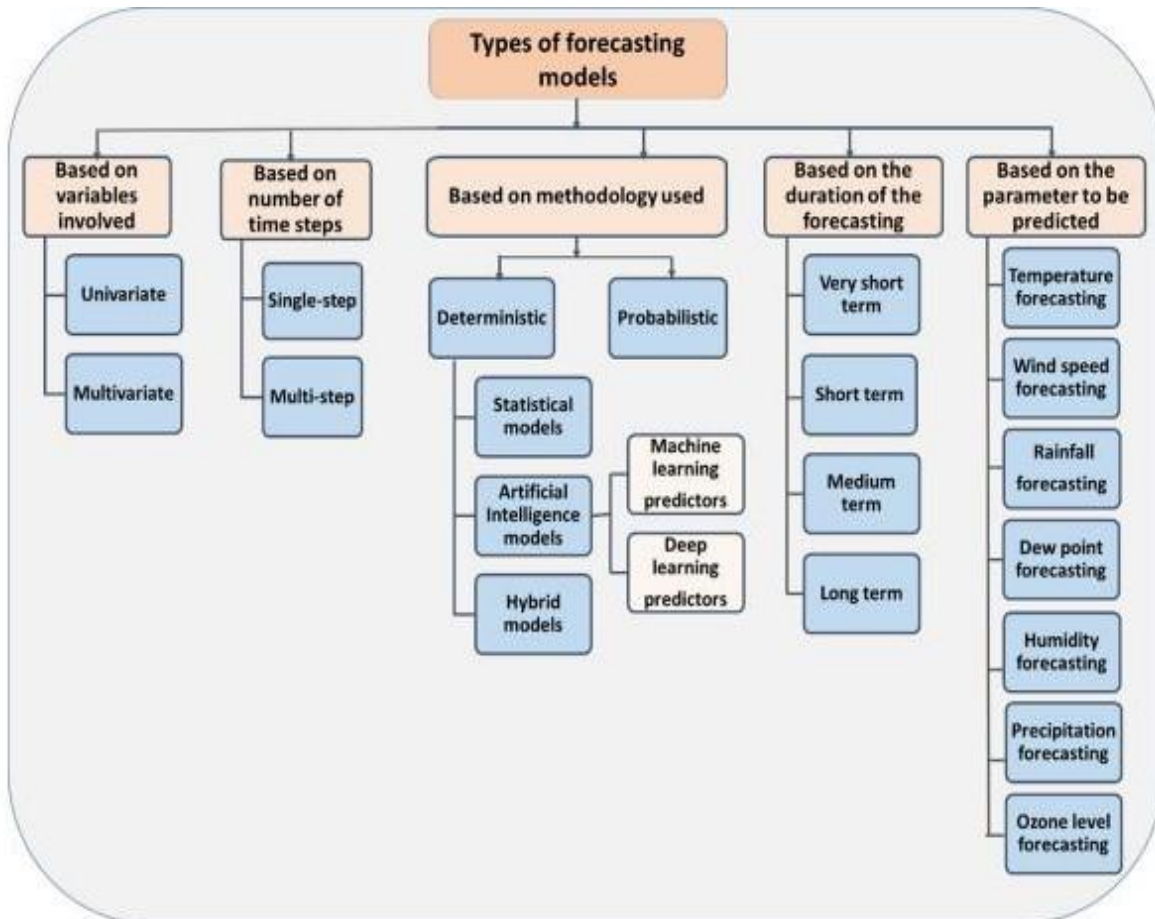 Types of forecasting
models
Based on
variables
involved
Univariate
Multivariate
Based on
number of
time steps
Single-step
Multi-step
Based on methodology used
Deterministic
Statistical
models
Artificial
Intelligence
models
Machine
learning
predictors
Deep
learning
predictors
Hybrid
models
Probabilistic
Based on the
duration of the
forecasting
Very short
term
Short term
Medium
term
Long term
Based on the
parameter to be
predicted
Temperature
forecasting
Wind speed
forecasting
Rainfall
forecasting
Dew point
forecasting
Humidity
forecasting
Precipitation
forecasting
Ozone level
forecasting